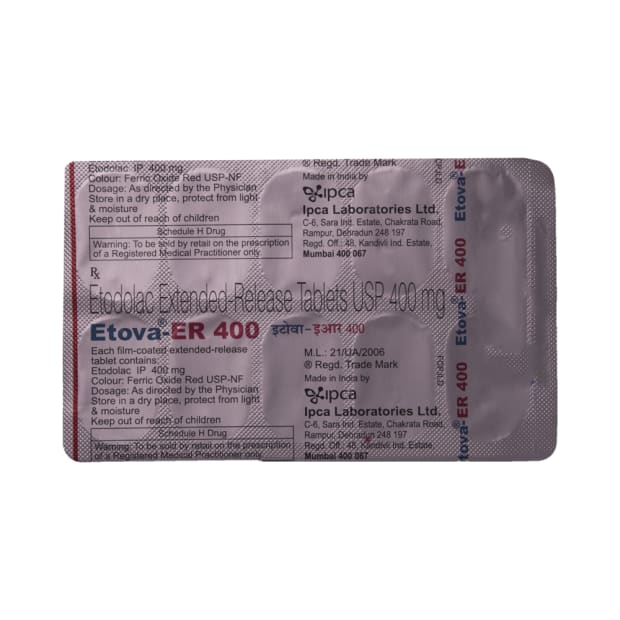 Etodolac IP 400 mg
Colour: Ferric Oxide Red USP-NF
Dosage: As directed by the Physician
Store in a dry place, protect from light
& moisture
Keep out of reach of children
Schedule H Drug
Warning: To be sold by retail on the prescription
of a Registered Medical Practitioner only.
® Regd. Trade Mark
Made in India by
ipca
Ipca Laboratories Ltd.
C-6, Sara Ind. Estate, Chakrata Road,
Rampur, Dehradun 248 197
Regd. Off.: 48, Kandivli Ind. Estate,
Mumbai 400 067
Rx
Etodolac Extended-Release Tablets USP 400 mg
Etova®-ER 400 इटोवा-इआर 400
Each film-coated extended-release
tablet contains:
Etodolac IP 400 mg
Colour: Ferric Oxide Red USP-NF
Dosage: As directed by the Physician
Store in a dry place, protect from light
& moisture
Keep out of reach of children
Schedule H Drug
Warning: To be sold by retail on the prescription
of a Registered Medical Practitioner only.
M.L.: 21/UA/2006
® Regd. Trade Mark
Made in India by
ipca
Ipca Laboratories Ltd.
C-6, Sara Ind. Estate, Chakrata Road,
Rampur, Dehradun 248 197
Regd. Off.: 48, Kandivli Ind. Estate,
Mumbai 400 067
Etova®-ER 400
Etova®-ER 400
Etova®-E